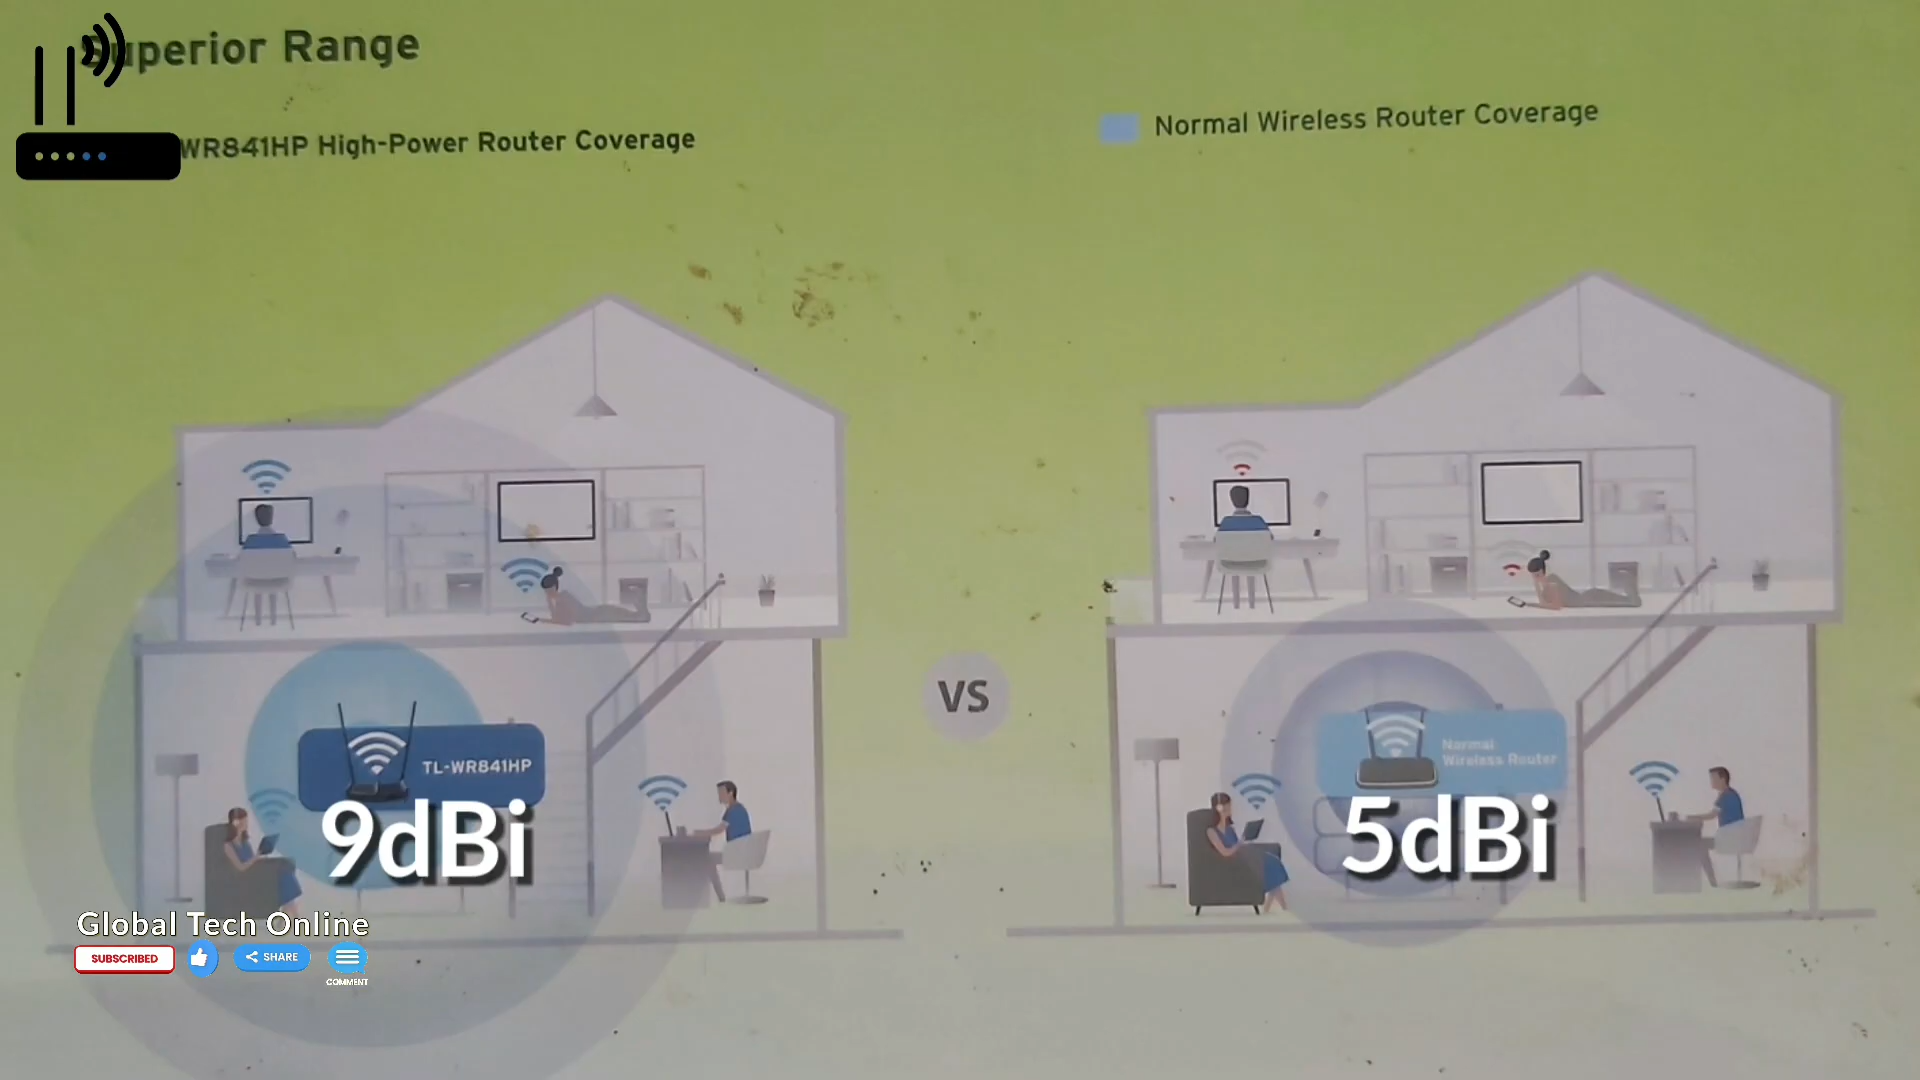 Superior Range
WR841HP High-Power Router Coverage
Normal Wireless Router Coverage
VS
TL-WR841HP
9dBi
Normal
Wireless Router
5dBi
Global Tech Online
SUBSCRIBED
SHARE
COMMENT